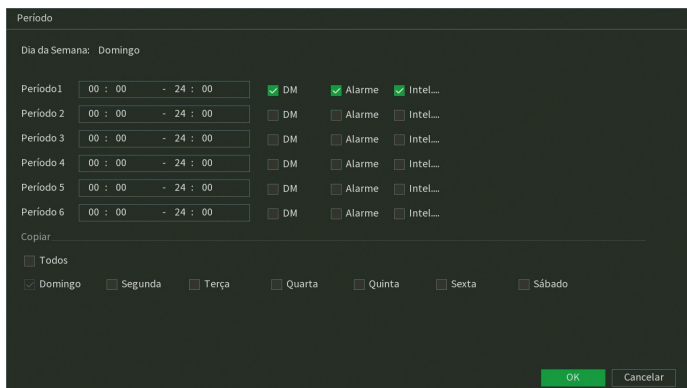 Período
Dia da Semana: Domingo
Período1 00 : 00 - 24 : 00 DM Alarme Intel....
Período 2 00 : 00 - 24 : 00 DM Alarme Intel....
Período 3 00 : 00 - 24 : 00 DM Alarme Intel....
Período 4 00 : 00 - 24 : 00 DM Alarme Intel....
Período 5 00 : 00 - 24 : 00 DM Alarme Intel....
Período 6 00 : 00 - 24 : 00 DM Alarme Intel....
Copiar
Todos
Domingo Segunda Terça Quarta Quinta Sexta Sábado
OK Cancelar